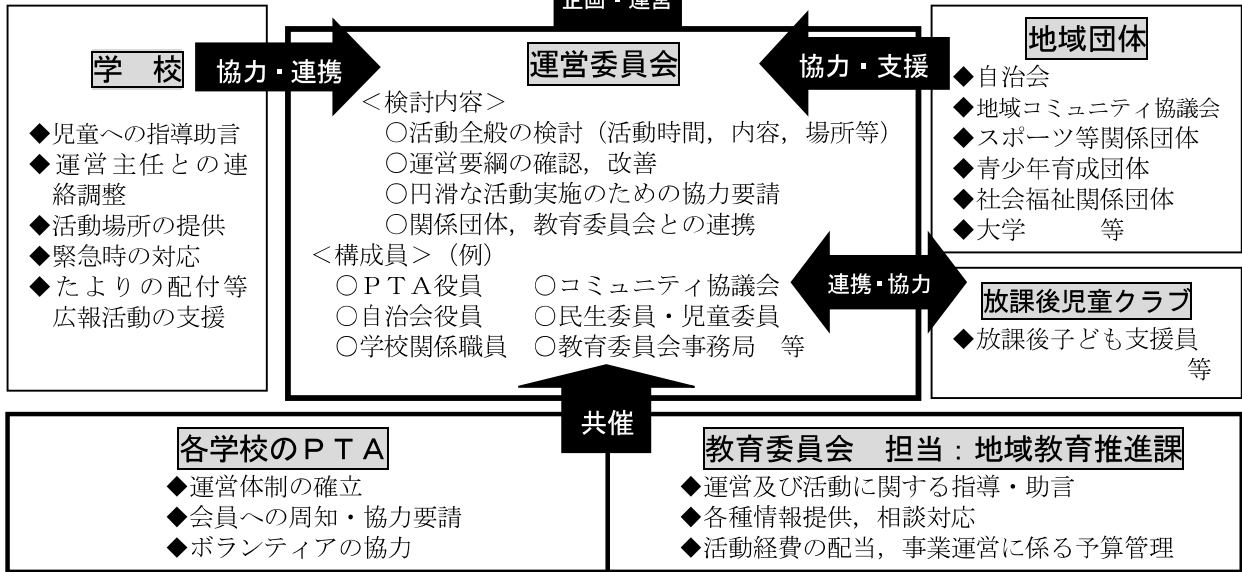 企画・運営
学　校
◆児童への指導助言
◆運営主任との連
絡調整
◆活動場所の提供
◆緊急時の対応
◆たよりの配付等
広報活動の支援
協力・連携
運営委員会
＜検討内容＞
○活動全般の検討（活動時間，内容，場所等）
○運営要綱の確認，改善
○円滑な活動実施のための協力要請
○関係団体，教育委員会との連携
＜構成員＞（例）
○ＰＴＡ役員　○コミュニティ協議会
○自治会役員　○民生委員・児童委員
○学校関係職員　○教育委員会事務局　等
協力・支援
地域団体
◆自治会
◆地域コミュニティ協議会
◆スポーツ等関係団体
◆青少年育成団体
◆社会福祉関係団体
◆大学　　等
連携・協力
放課後児童クラブ
◆放課後子ども支援員
等
共催
各学校のＰＴＡ
◆運営体制の確立
◆会員への周知・協力要請
◆ボランティアの協力
教育委員会　担当：地域教育推進課
◆運営及び活動に関する指導・助言
◆各種情報提供，相談対応
◆活動経費の配当，事業運営に係る予算管理